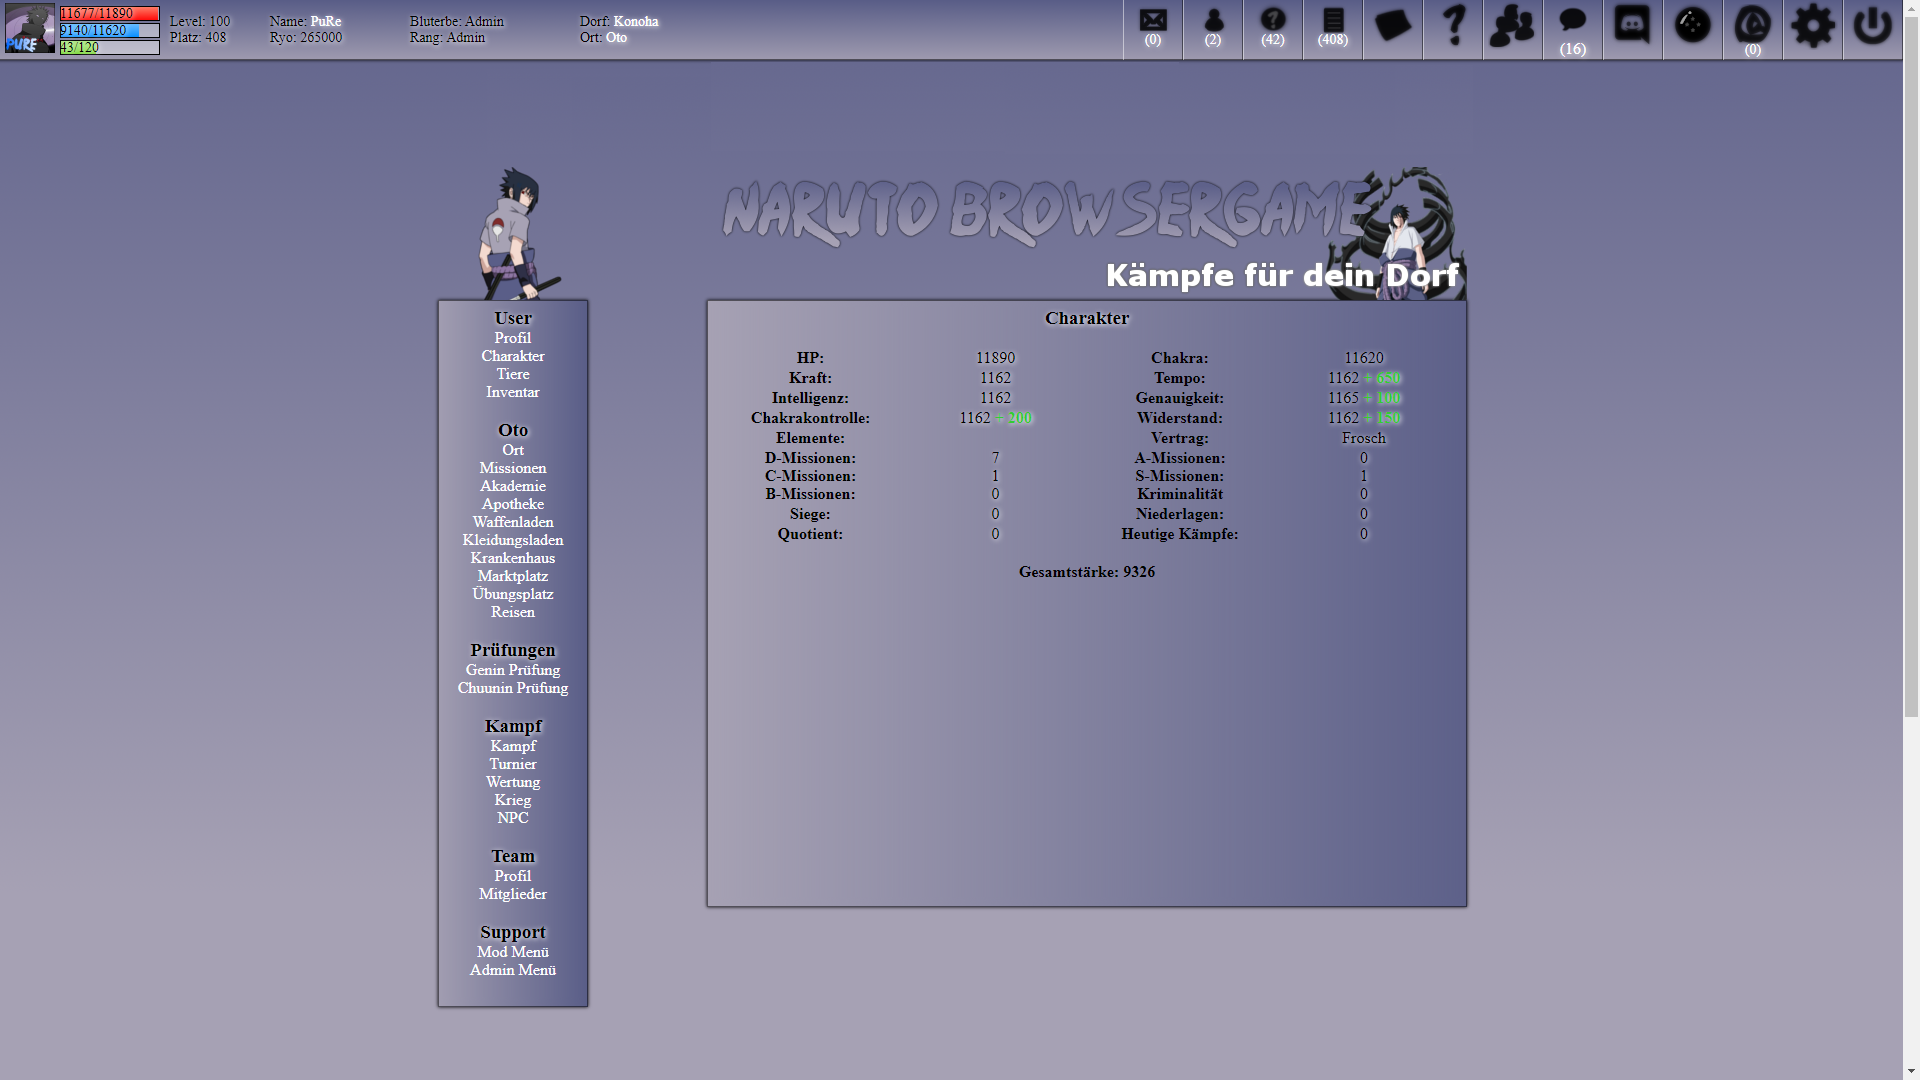 11677/11890
9140/11620
43/120
PURE
Level: 100
Platz: 408
Name: PuRe
Ryo: 265000
Bluterbe: Admin
Rang: Admin
Dorf: Konoha
Ort: Oto
(0)
(2)
(42)
(408)
(16)
(0)
NARUTO BROWSERGAME
Kämpfe für dein Dorf
User
Profil
Charakter
Tiere
Inventar
Oto
Ort
Missionen
Akademie
Apotheke
Waffenladen
Kleidungsladen
Krankenhaus
Marktplatz
Übungsplatz
Reisen
Prüfungen
Genin Prüfung
Chuunin Prüfung
Kampf
Kampf
Turnier
Wertung
Krieg
NPC
Team
Profil
Mitglieder
Support
Mod Menü
Admin Menü
Charakter
HP: 11890 Chakra: 11620
Kraft: 1162 Tempo: 1162 + 650
Intelligenz: 1162 Genauigkeit: 1165 + 100
Chakrakontrolle: 1162 + 200 Widerstand: 1162 + 150
Elemente: Vertrag: Frosch
D-Missionen: 7 A-Missionen: 0
C-Missionen: 1 S-Missionen: 1
B-Missionen: 0 Kriminalität 0
Siege: 0 Niederlagen: 0
Quotient: 0 Heutige Kämpfe: 0
Gesamtstärke: 9326